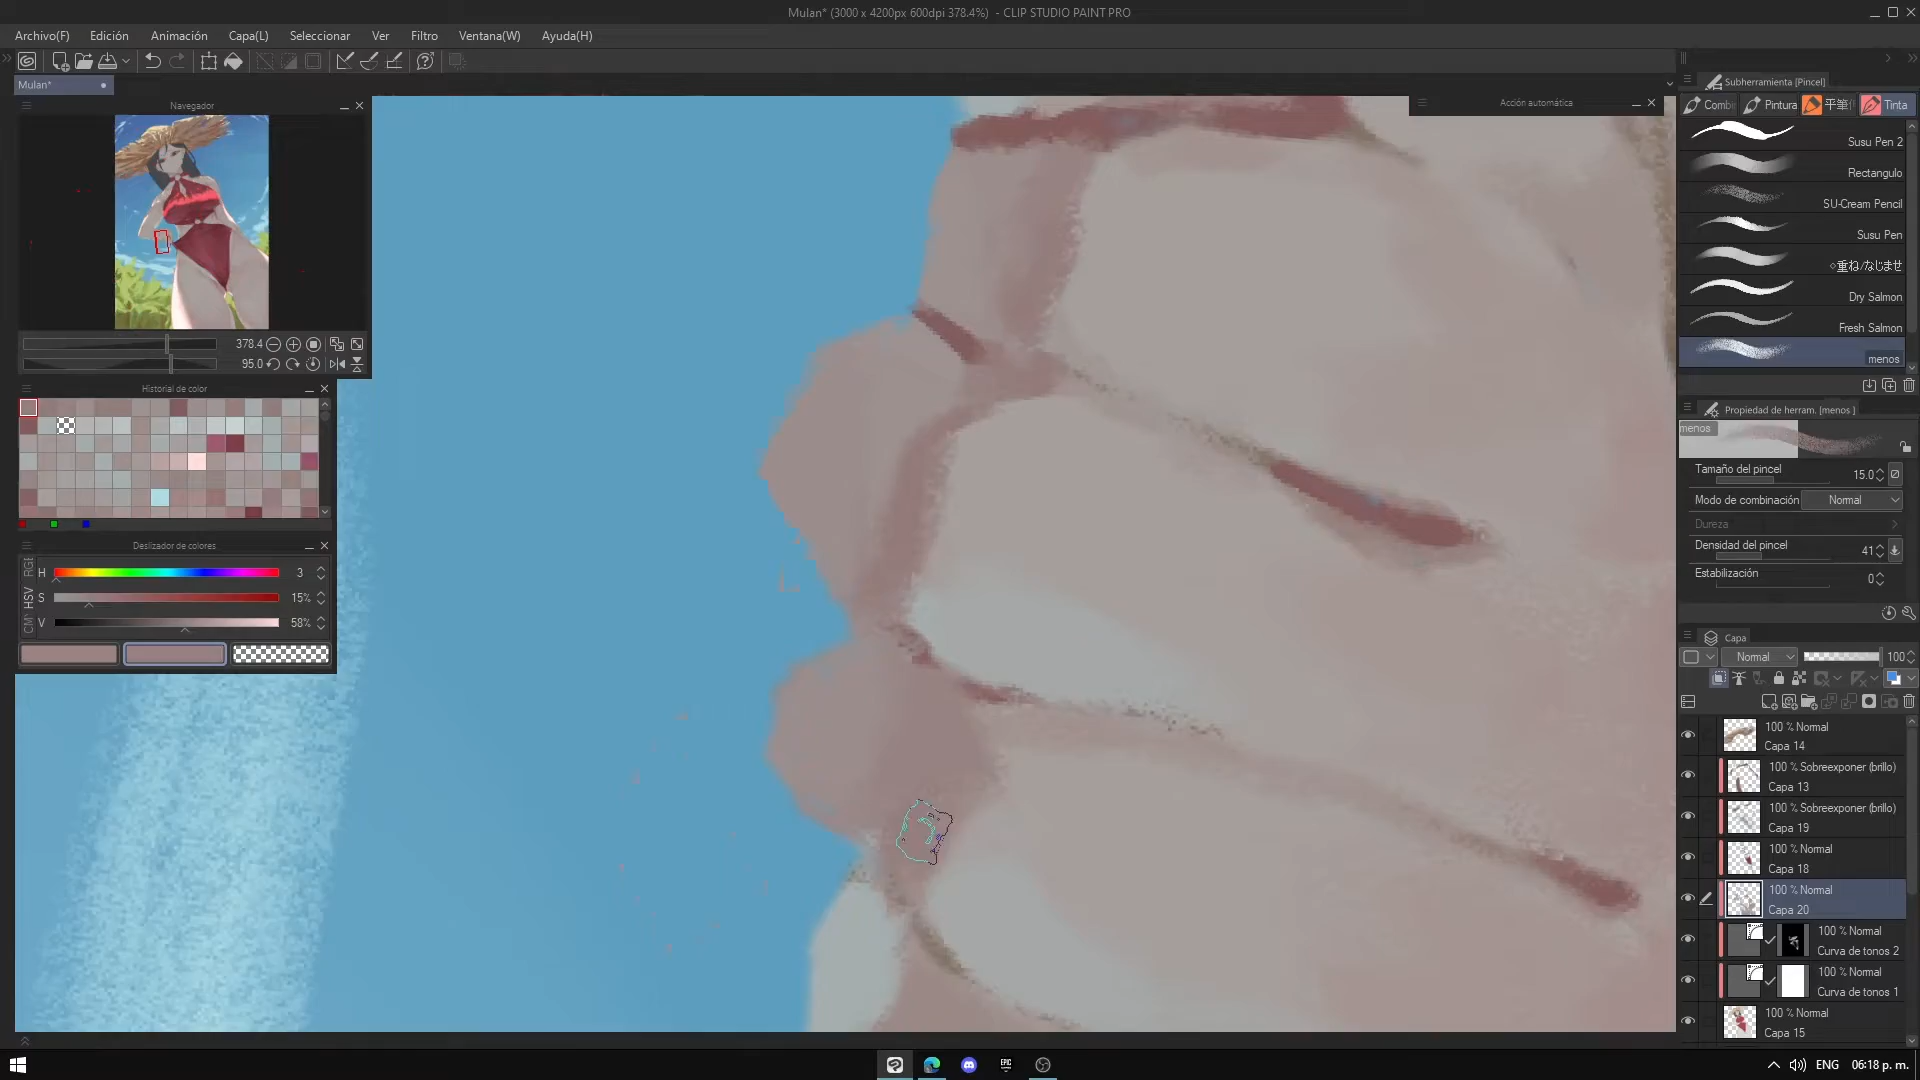 Mulan* (3000 x 4200px 600dpi 378.4%) - CLIP STUDIO PAINT PRO
Archivo(F) Edición Animación Capa(L) Seleccionar Ver Filtro Ventana(W) Ayuda(H)
Mulan*
Navegador
378.4
95.0
Historial de color
Deslizador de colores
RGB
HSV
CM
H 3
S 15%
V 58%
Acción automática
Subherramienta [Pincel]
Combi Pintura 平筆 Tinta
Susu Pen 2
Rectangulo
SU-Cream Pencil
Susu Pen
○重ね/なじませ
Dry Salmon
Fresh Salmon
menos
Propiedad de herram. [menos ]
menos
Tamaño del pincel 15.0
Modo de combinación Normal
Dureza
Densidad del pincel 41
Estabilización 0
Capa
Normal 100
100 % Normal
Capa 14
100 % Sobreexponer (brillo)
Capa 13
100 % Sobreexponer (brillo)
Capa 19
100 % Normal
Capa 18
100 % Normal
Capa 20
100 % Normal
Curva de tonos 2
100 % Normal
Curva de tonos 1
100 % Normal
Capa 15
EPIC
ENG 06:18 p. m.